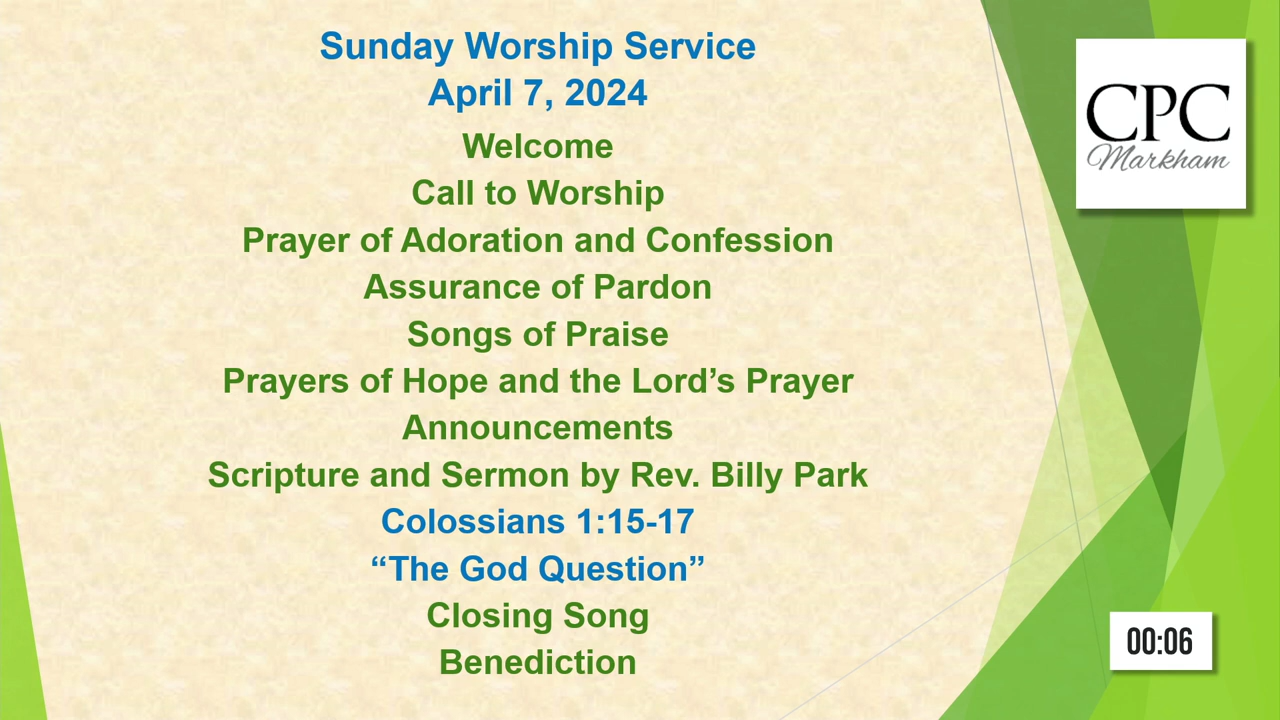 Sunday Worship Service
April 7, 2024
Welcome
Call to Worship
Prayer of Adoration and Confession
Assurance of Pardon
Songs of Praise
Prayers of Hope and the Lord’s Prayer
Announcements
Scripture and Sermon by Rev. Billy Park
Colossians 1:15-17
“The God Question”
Closing Song
Benediction
CPC
Markham
00:06